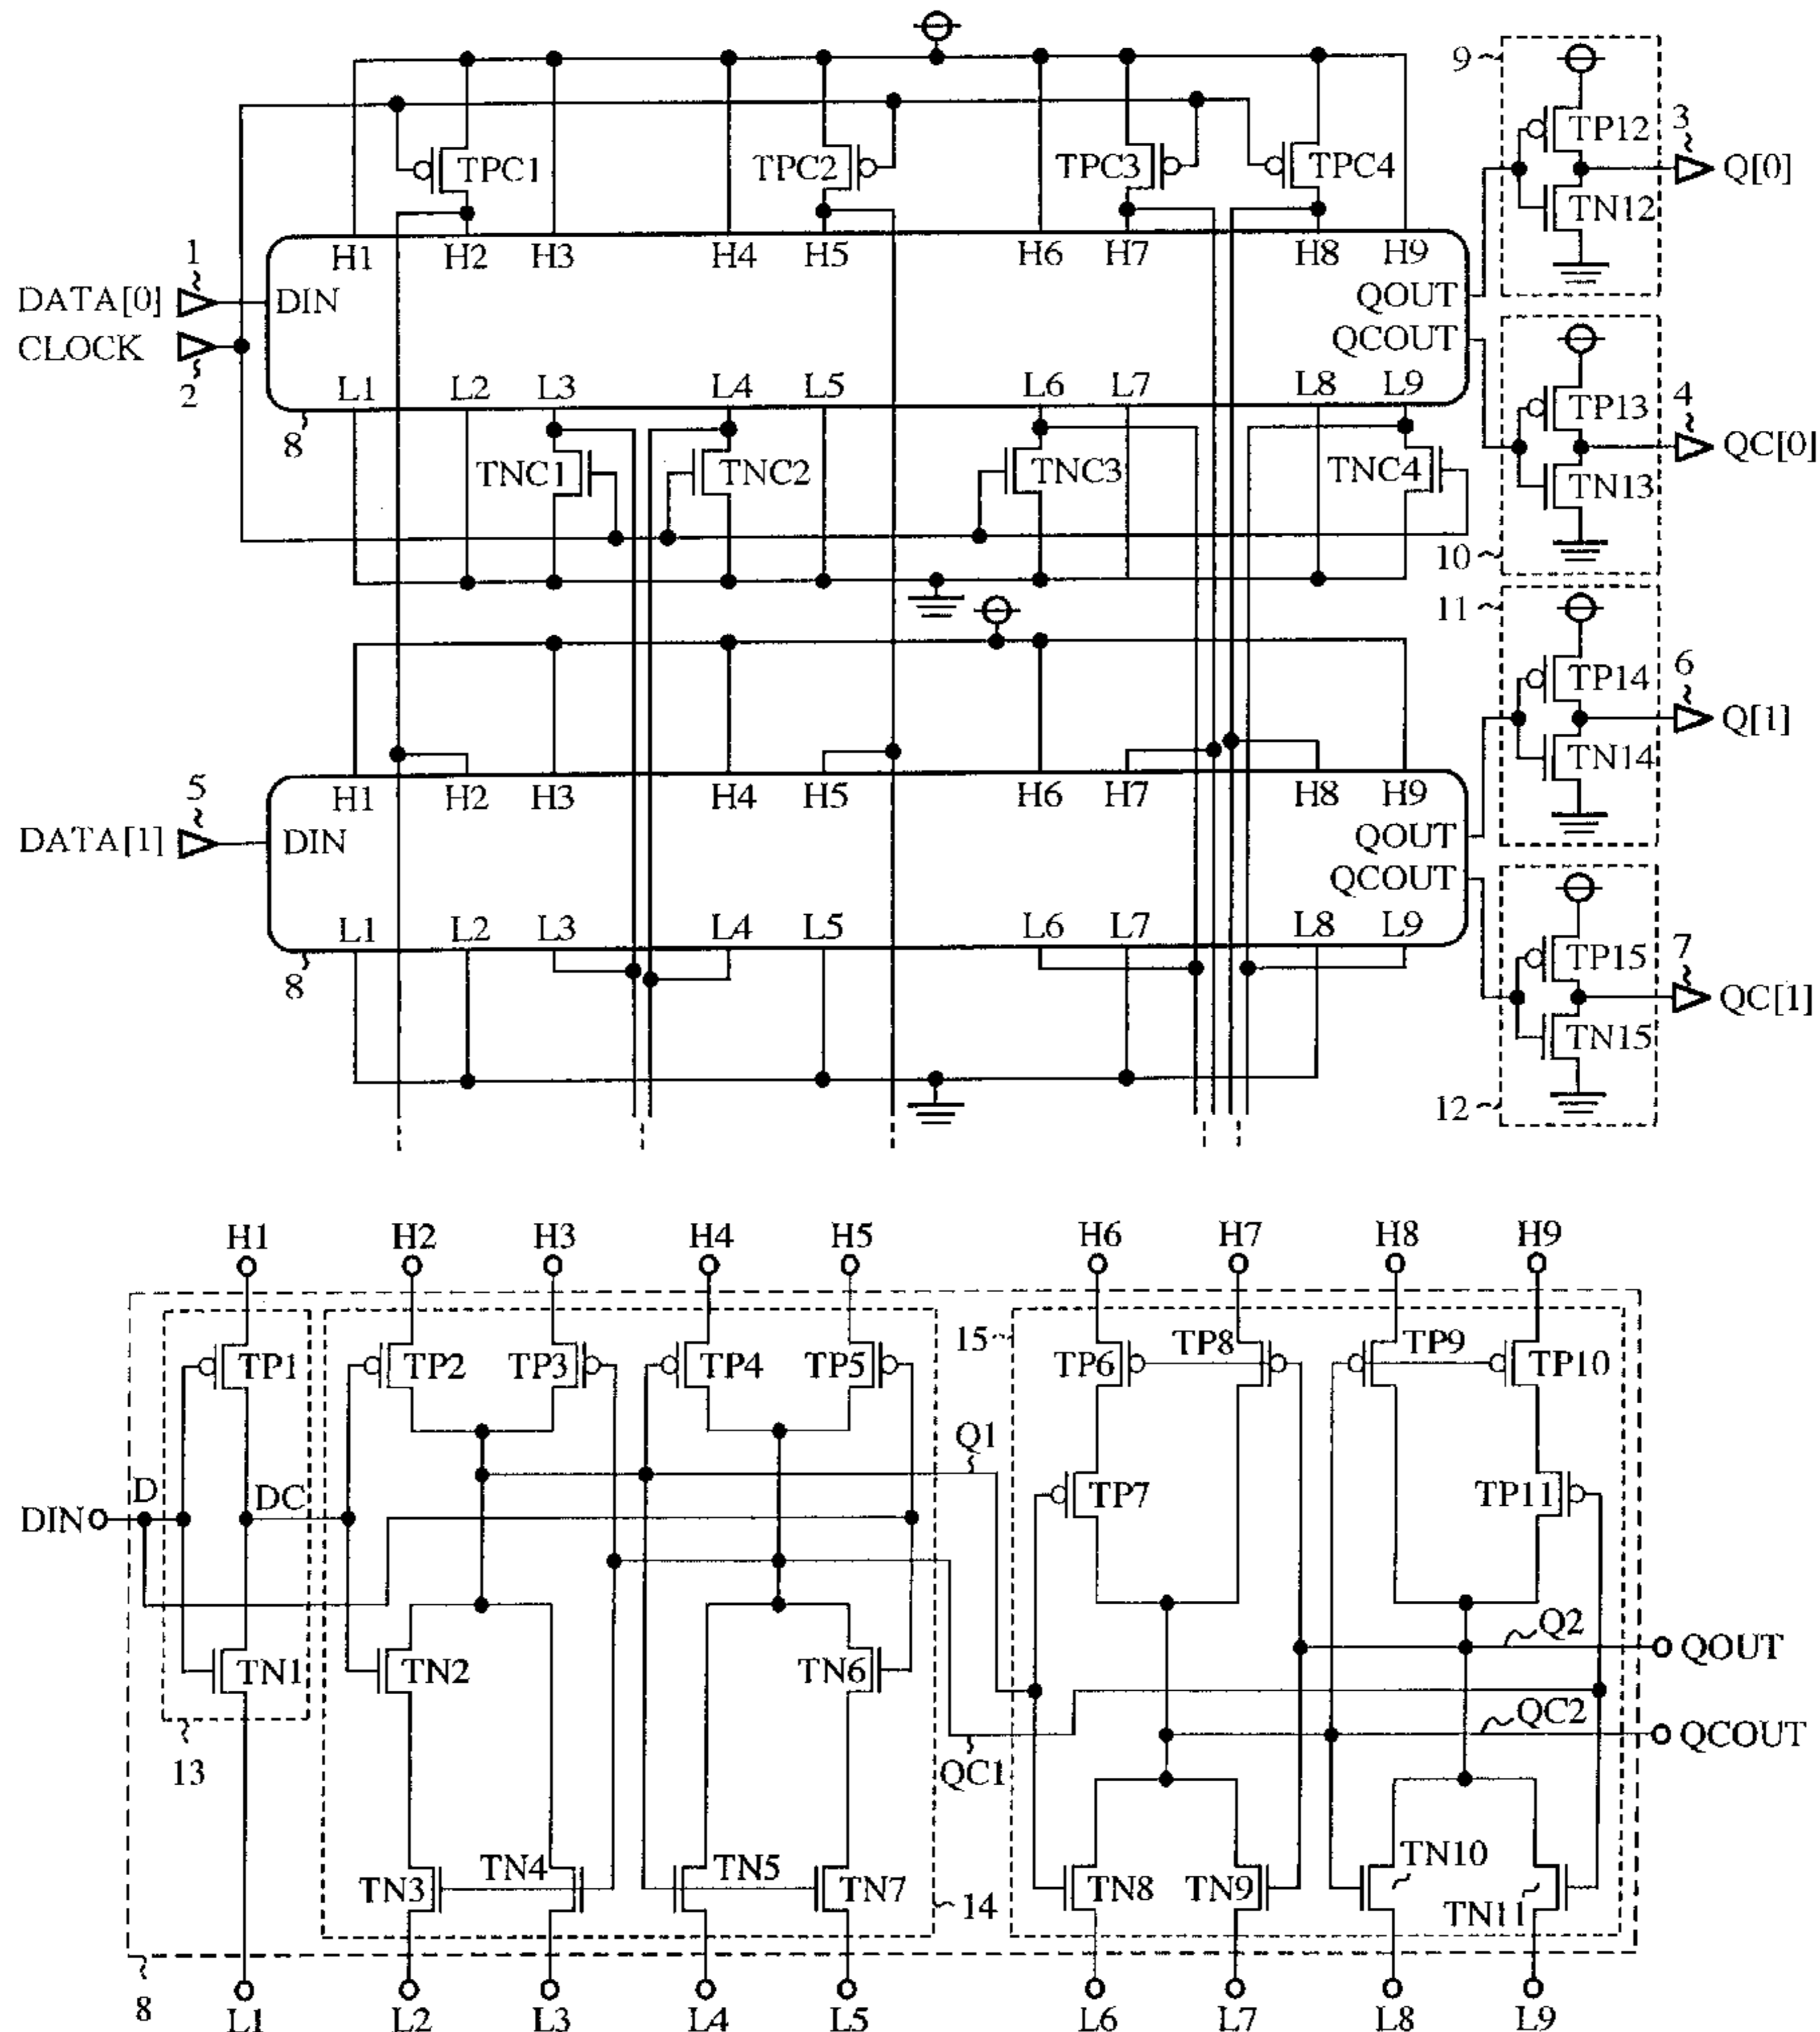 9
TP12
3
Q[0]
TN12
TPC1
TPC2
TPC3
TPC4
1
H1 H2 H3 H4 H5 H6 H7 H8 H9
DATA[0]
DIN
QOUT
CLOCK
QCOUT
2
L1 L2 L3 L4 L5 L6 L7 L8 L9
8
TP13
4
QC[0]
TN13
10
TNC1
TNC2
TNC3
TNC4
11
TP14
6
Q[1]
TN14
5
H1 H2 H3 H4 H5 H6 H7 H8 H9
DATA[1]
DIN
QOUT
QCOUT
L1 L2 L3 L4 L5 L6 L7 L8 L9
8
TP15
7
QC[1]
TN15
12
H1 H2 H3 H4 H5 H6 H7 H8 H9
15
TP1 TP2 TP3 TP4 TP5 TP6 TP8 TP9 TP10
Q1
TP7
TP11
D
DC
DIN
TN1 TN2 TN6
Q2
QOUT
QC2
QCOUT
13
QC1
TN3 TN4 TN5 TN7 TN8 TN9 TN10
TN11
14
8
L1 L2 L3 L4 L5 L6 L7 L8 L9